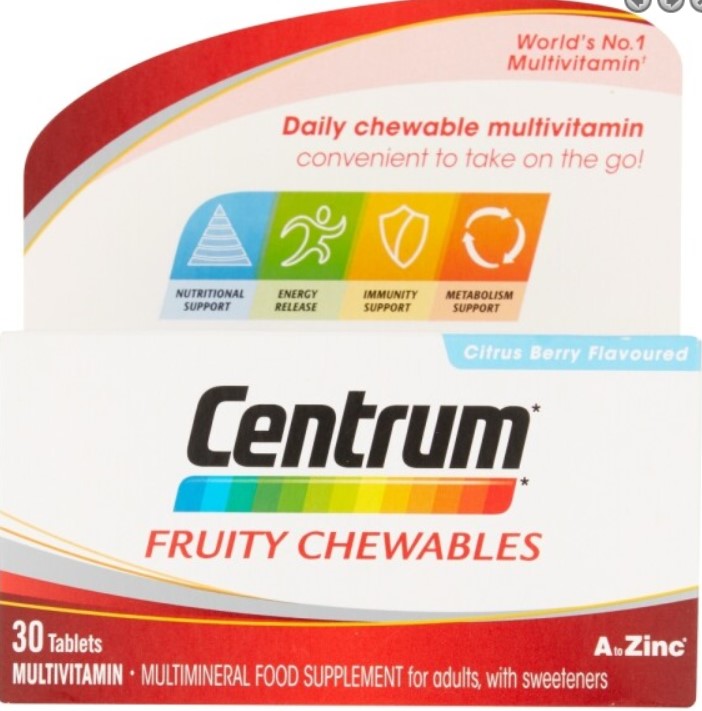 World's No.1
Multivitamin†
Daily chewable multivitamin
convenient to take on the go!
NUTRITIONAL SUPPORT
ENERGY RELEASE
IMMUNITY SUPPORT
METABOLISM SUPPORT
Citrus Berry Flavoured
Centrum*
*
FRUITY CHEWABLES
30 Tablets
A to Zinc*
MULTIVITAMIN • MULTIMINERAL FOOD SUPPLEMENT for adults, with sweeteners